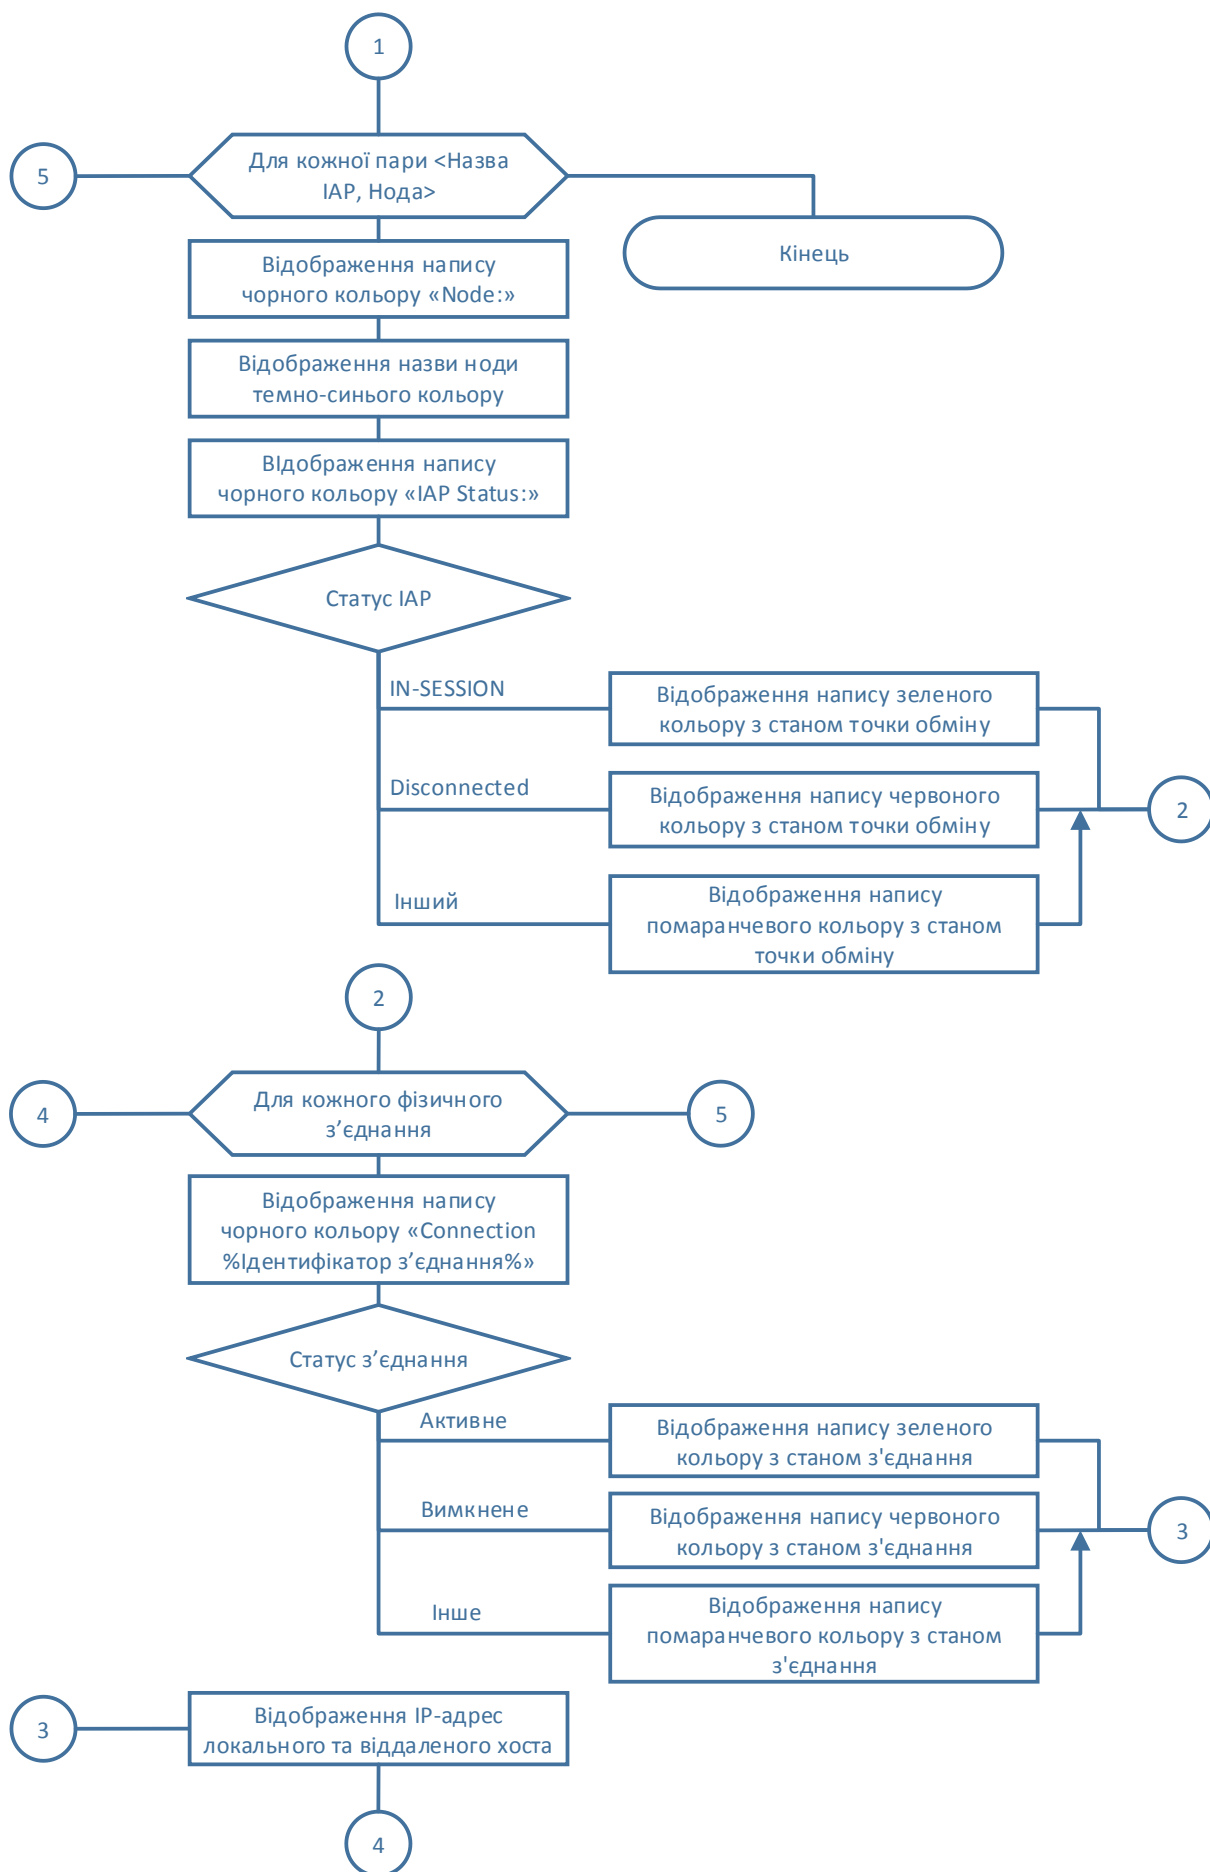 1
5
Для кожної пари <Назва
IAP, Нода>
Кінець
Відображення напису
чорного кольору «Node:»
Відображення назви ноди
темно-синього кольору
ВІдображення напису
чорного кольору «IAP Status:»
Статус IAP
IN-SESSION
Відображення напису зеленого
кольору з станом точки обміну
Disconnected
Відображення напису червоного
кольору з станом точки обміну
2
Інший
Відображення напису
помаранчевого кольору з станом
точки обміну
2
4
Для кожного фізичного
з’єднання
5
Відображення напису
чорного кольору «Connection
%Ідентифікатор з’єднання%»
Статус з’єднання
Активне
Відображення напису зеленого
кольору з станом з'єднання
Вимкнене
Відображення напису червоного
кольору з станом з'єднання
3
Інше
Відображення напису
помаранчевого кольору з станом
з'єднання
3
Відображення IP-адрес
локального та віддаленого хоста
4